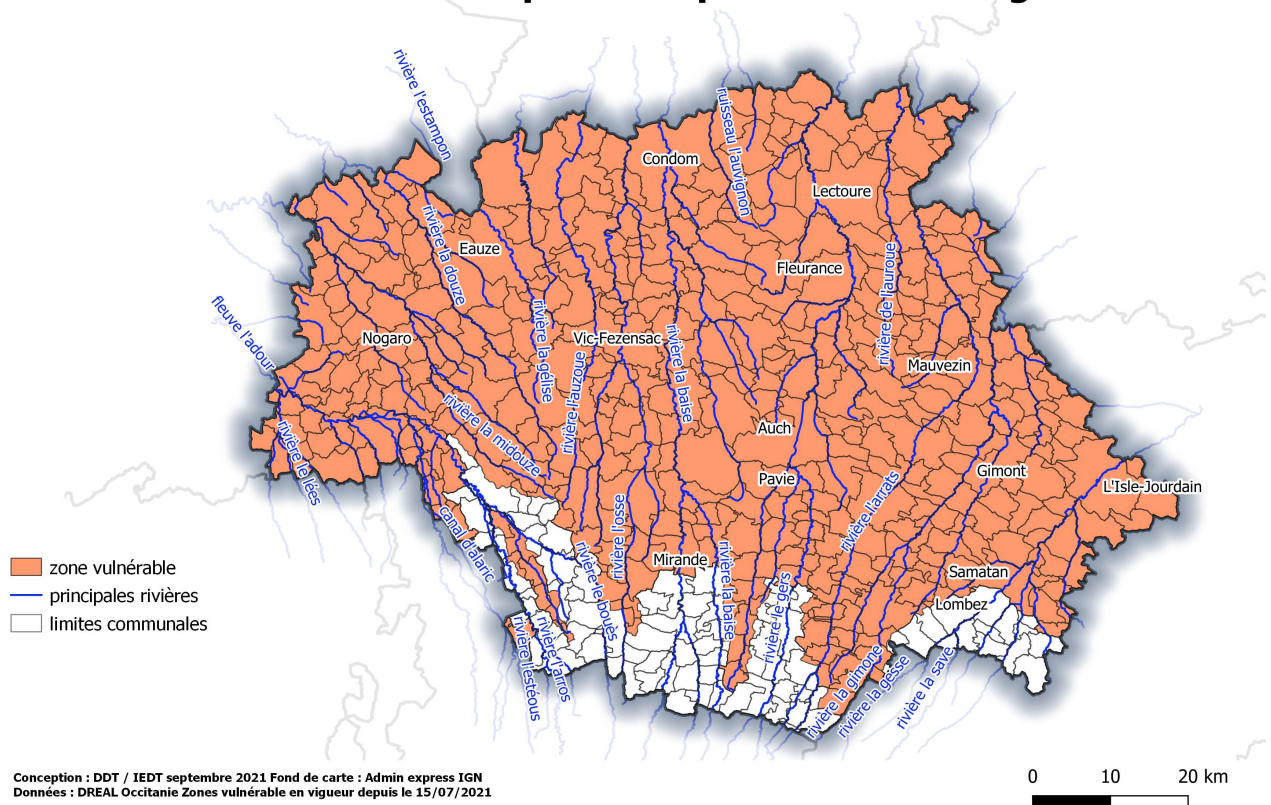 rivière l'estampon
ruisseau l'auvignon
Condom
Lectoure
rivière la douze
Eauze
Fleurance
rivière de l'auroue
fleuve l'adour
Nogaro
rivière la gélise
Vic-Fezensac
rivière la baise
rivière l'auzoue
Mauvezin
rivière la midouze
Auch
rivière le lées
Pavie
Gimont
L'Isle-Jourdain
rivière l'arrats
canal d'alaric
rivière l'osse
rivière le bouès
Mirande
rivière la baise
rivière le gers
Samatan
Lombez
rivière l'estéous
rivière l'arros
rivière la gimone
rivière la gesse
rivière la save
zone vulnérable
principales rivières
limites communales
Conception : DDT / IEDT septembre 2021 Fond de carte : Admin express IGN
Données : DREAL Occitanie Zones vulnérable en vigueur depuis le 15/07/2021
0 10 20 km